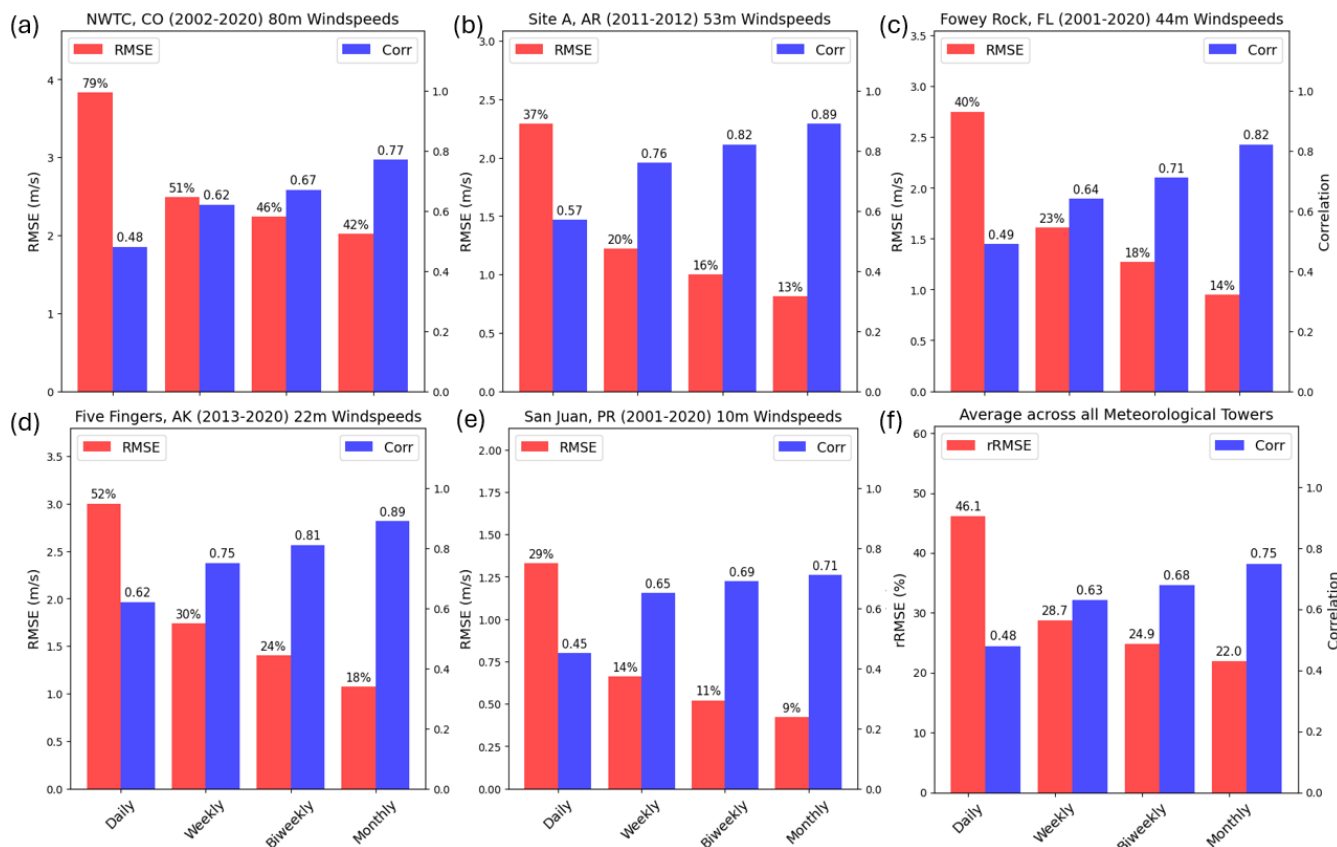 (a)
NWTC, CO (2002-2020) 80m Windspeeds
RMSE
Corr
RMSE (m/s)
4
3
2
1
0
79%
0.48
51%
0.62
46%
0.67
42%
0.77
1.0
0.8
0.6
0.4
0.2
0.0
(b)
Site A, AR (2011-2012) 53m Windspeeds
RMSE
Corr
RMSE (m/s)
3.0
2.5
2.0
1.5
1.0
0.5
0.0
37%
0.57
20%
0.76
16%
0.82
13%
0.89
1.0
0.8
0.6
0.4
0.2
0.0
(c)
Fowey Rock, FL (2001-2020) 44m Windspeeds
RMSE
Corr
RMSE (m/s)
3.5
3.0
2.5
2.0
1.5
1.0
0.5
0.0
40%
0.49
23%
0.64
18%
0.71
14%
0.82
1.0
0.8
0.6
0.4
0.2
0.0
Correlation
(d)
Five Fingers, AK (2013-2020) 22m Windspeeds
RMSE
Corr
RMSE (m/s)
3.5
3.0
2.5
2.0
1.5
1.0
0.5
0.0
52%
0.62
30%
0.75
24%
0.81
18%
0.89
1.0
0.8
0.6
0.4
0.2
0.0
Daily
Weekly
Biweekly
Monthly
(e)
San Juan, PR (2001-2020) 10m Windspeeds
RMSE
Corr
RMSE (m/s)
2.00
1.75
1.50
1.25
1.00
0.75
0.50
0.25
0.00
29%
0.45
14%
0.65
11%
0.69
9%
0.71
1.0
0.8
0.6
0.4
0.2
0.0
Daily
Weekly
Biweekly
Monthly
(f)
Average across all Meteorological Towers
rRMSE
Corr
rRMSE (%)
60
50
40
30
20
10
0
46.1
0.48
28.7
0.63
24.9
0.68
22.0
0.75
1.0
0.8
0.6
0.4
0.2
0.0
Correlation
Daily
Weekly
Biweekly
Monthly